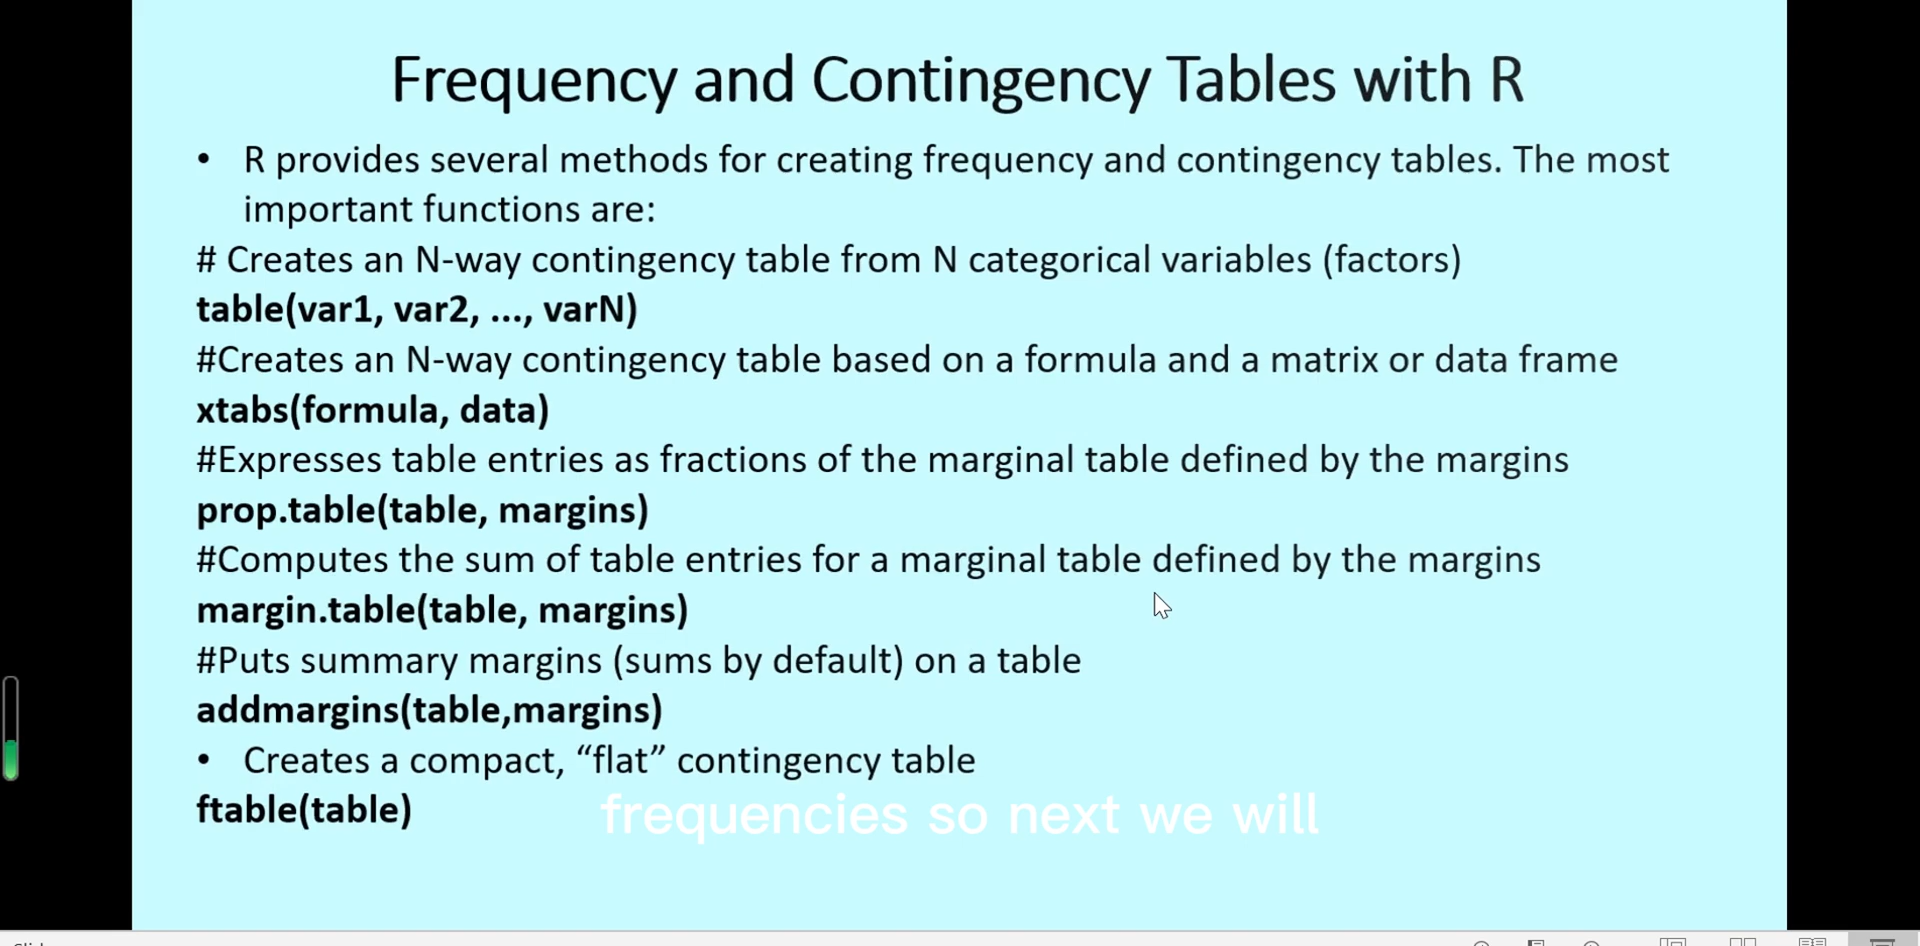 Frequency and Contingency Tables with R
• R provides several methods for creating frequency and contingency tables. The most
important functions are:
# Creates an N-way contingency table from N categorical variables (factors)
table(var1, var2, ..., varN)
#Creates an N-way contingency table based on a formula and a matrix or data frame
xtabs(formula, data)
#Expresses table entries as fractions of the marginal table defined by the margins
prop.table(table, margins)
#Computes the sum of table entries for a marginal table defined by the margins
margin.table(table, margins)
#Puts summary margins (sums by default) on a table
addmargins(table,margins)
• Creates a compact, “flat” contingency table
ftable(table)
frequencies so next we will